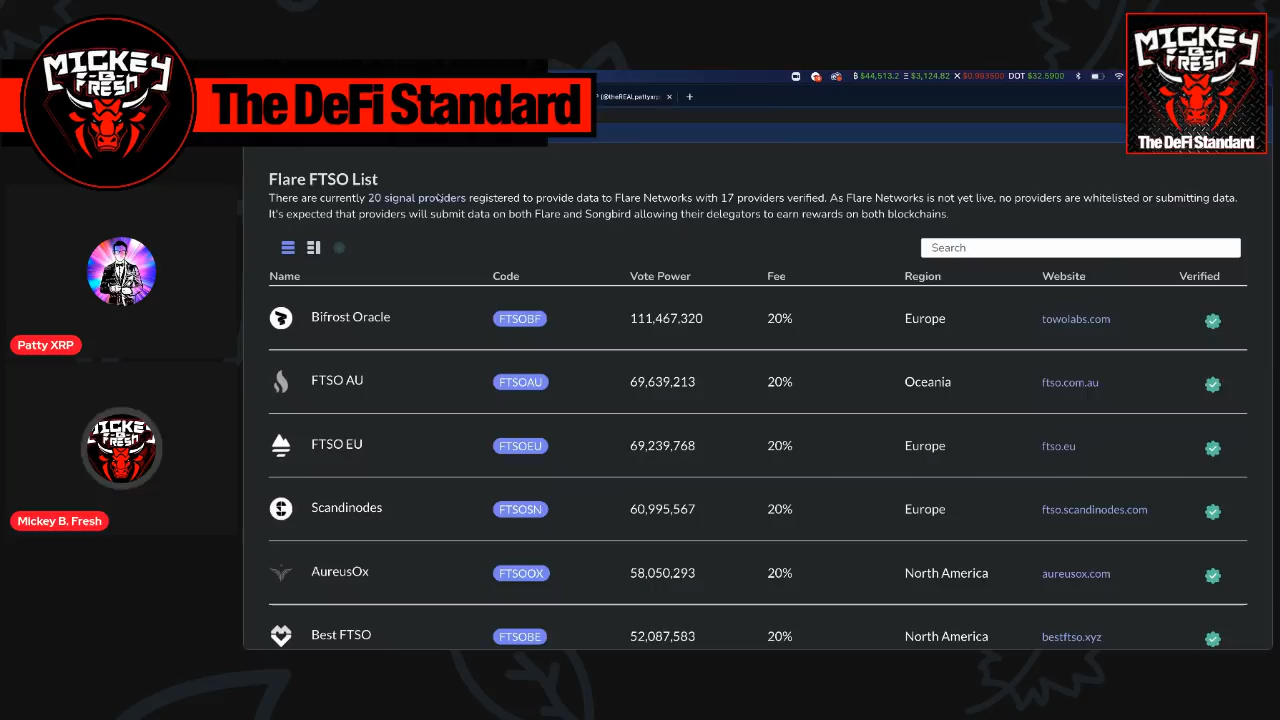 MICKEY
-B-
FRESH
The DeFi Standard
(@theREALpattyxrp
× +
₿ $44,513.2 Ξ $3,124.82 X $0.993500 DOT $32.5900
MICKEY
-B-
FRESH
The DeFi Standard
Flare FTSO List
There are currently 20 signal providers registered to provide data to Flare Networks with 17 providers verified. As Flare Networks is not yet live, no providers are whitelisted or submitting data.
It's expected that providers will submit data on both Flare and Songbird allowing their delegators to earn rewards on both blockchains.
Search
Name Code Vote Power Fee Region Website Verified
Bifrost Oracle FTSOBF 111,467,320 20% Europe towolabs.com
FTSO AU FTSOAU 69,639,213 20% Oceania ftso.com.au
FTSO EU FTSOEU 69,239,768 20% Europe ftso.eu
Scandinodes FTSOSN 60,995,567 20% Europe ftso.scandinodes.com
AureusOx FTSOOX 58,050,293 20% North America aureusox.com
Best FTSO FTSOBE 52,087,583 20% North America bestftso.xyz
Patty XRP
MICKEY
-B-
FRESH
Mickey B. Fresh